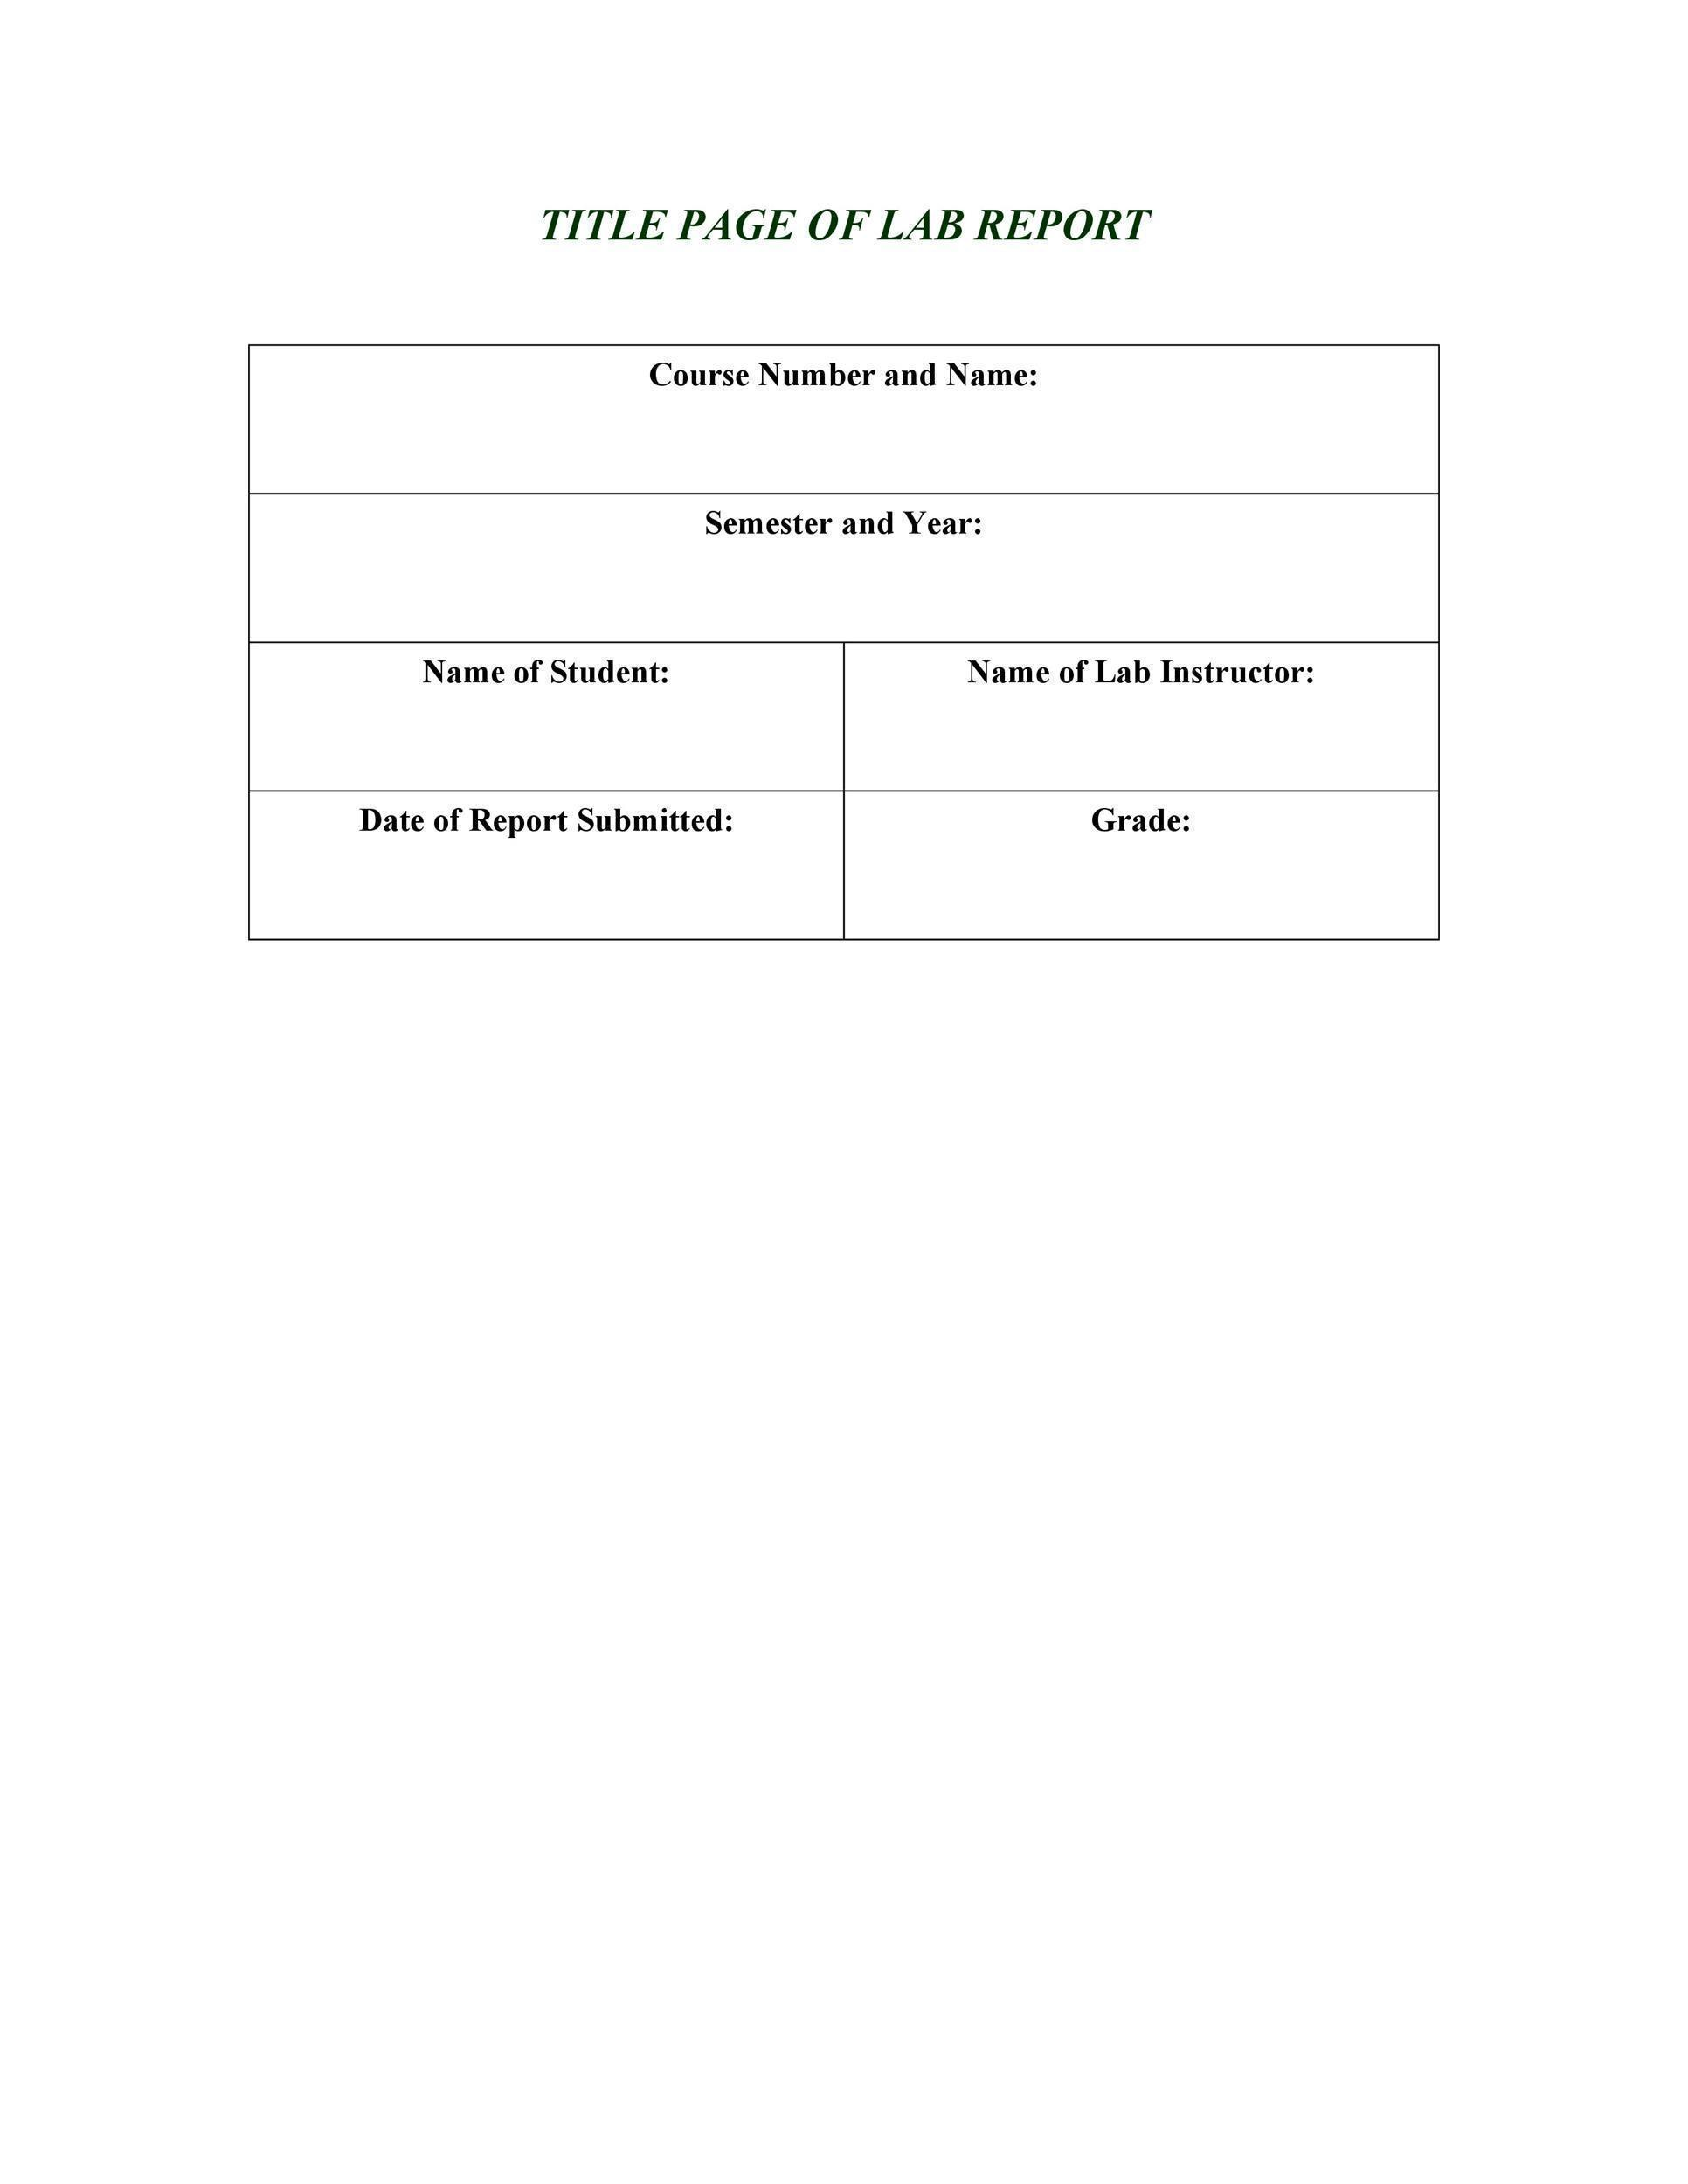 TITLE PAGE OF LAB REPORT
Course Number and Name:
Semester and Year:
Name of Student:
Name of Lab Instructor:
Date of Report Submitted:
Grade: